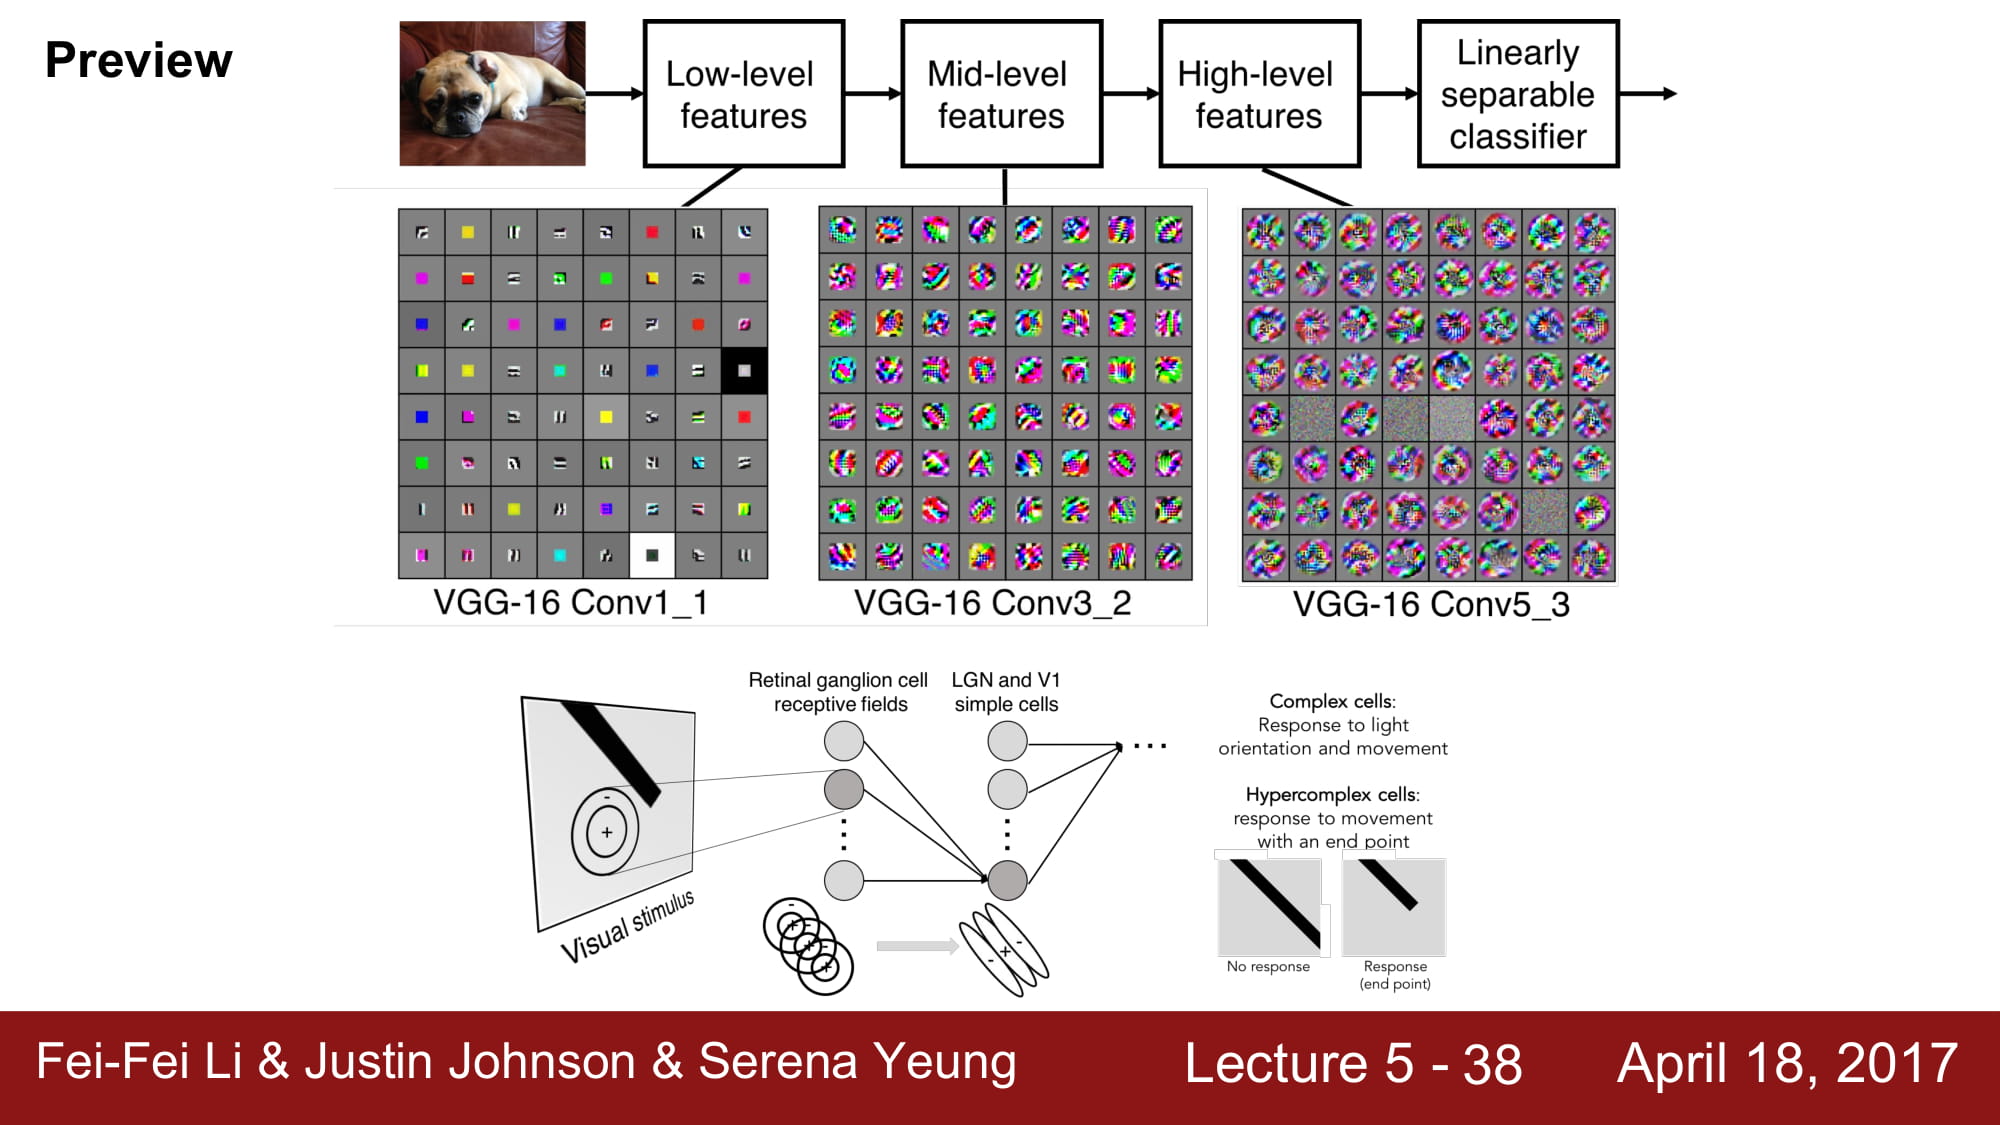 Preview
Low-level
features
Mid-level
features
High-level
features
Linearly
separable
classifier
VGG-16 Conv1_1
VGG-16 Conv3_2
VGG-16 Conv5_3
Retinal ganglion cell
receptive fields
LGN and V1
simple cells
Visual stimulus
Complex cells:
Response to light
orientation and movement
Hypercomplex cells:
response to movement
with an end point
No response
Response
(end point)
Fei-Fei Li & Justin Johnson & Serena Yeung
Lecture 5 - 38
April 18, 2017